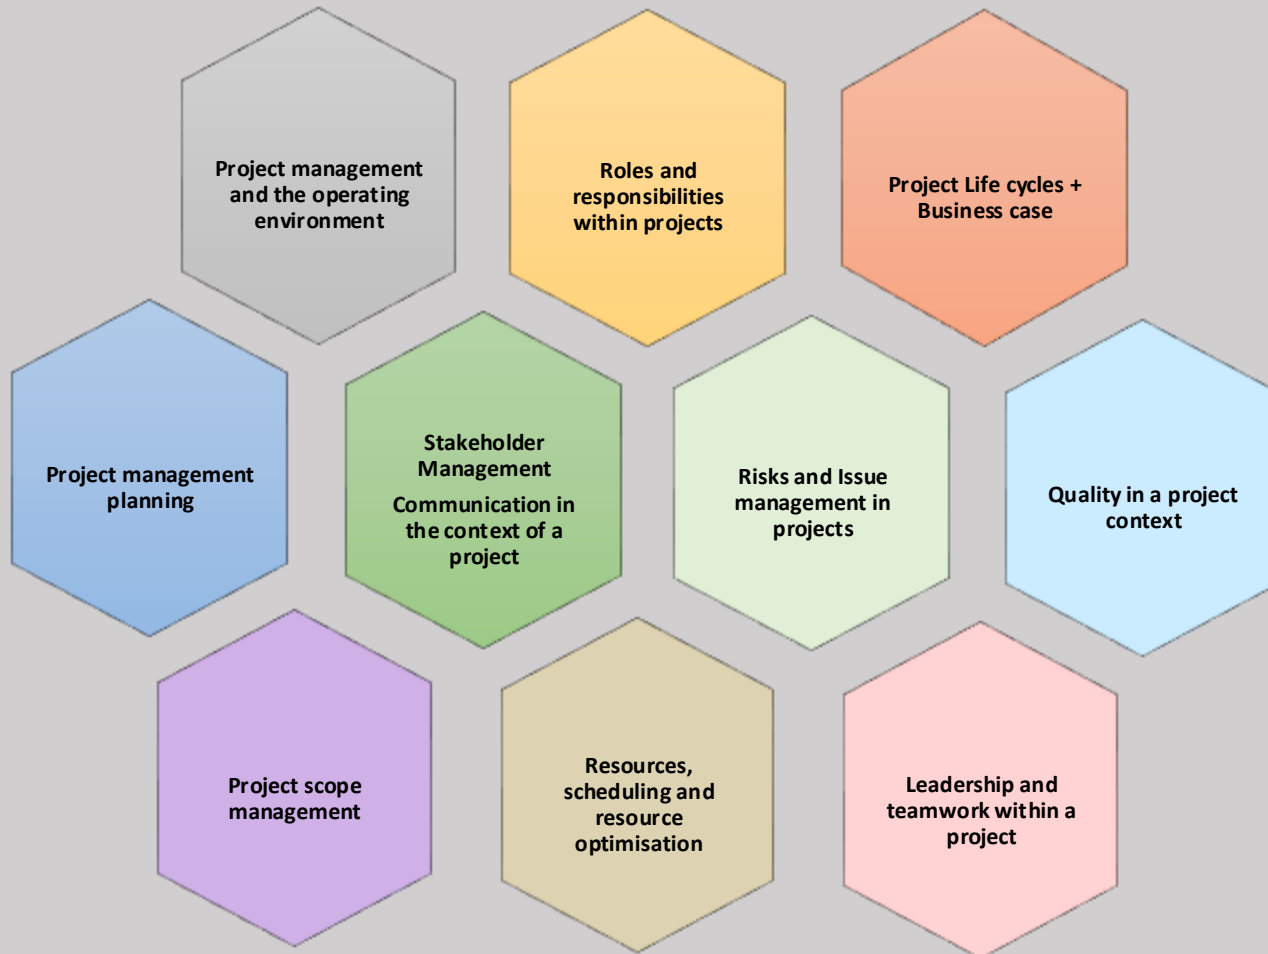 Project management
and the operating
environment
Roles and
responsibilities
within projects
Project Life cycles +
Business case
Project management
planning
Stakeholder
Management
Communication in
the context of a
project
Risks and Issue
management in
projects
Quality in a project
context
Project scope
management
Resources,
scheduling and
resource
optimisation
Leadership and
teamwork within a
project